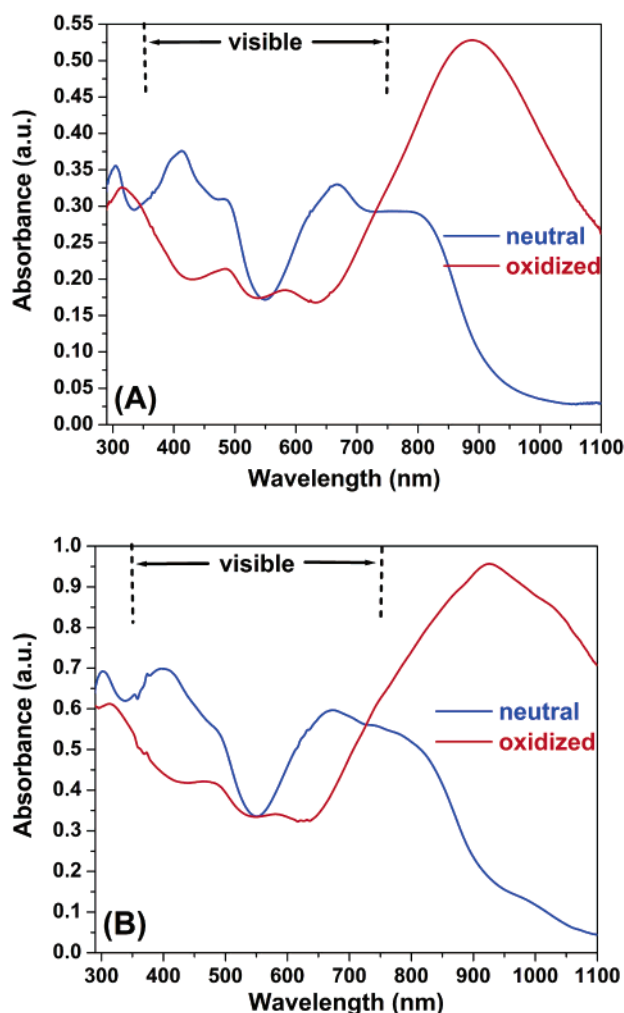 visible
0.55
0.50
0.45
0.40
0.35
0.30
0.25
0.20
0.15
0.10
0.05
0.00
Absorbance (a.u.)
neutral
oxidized
(A)
300 400 500 600 700 800 900 1000 1100
Wavelength (nm)
visible
1.0
0.9
0.8
0.7
0.6
0.5
0.4
0.3
0.2
0.1
0.0
Absorbance (a.u.)
neutral
oxidized
(B)
300 400 500 600 700 800 900 1000 1100
Wavelength (nm)